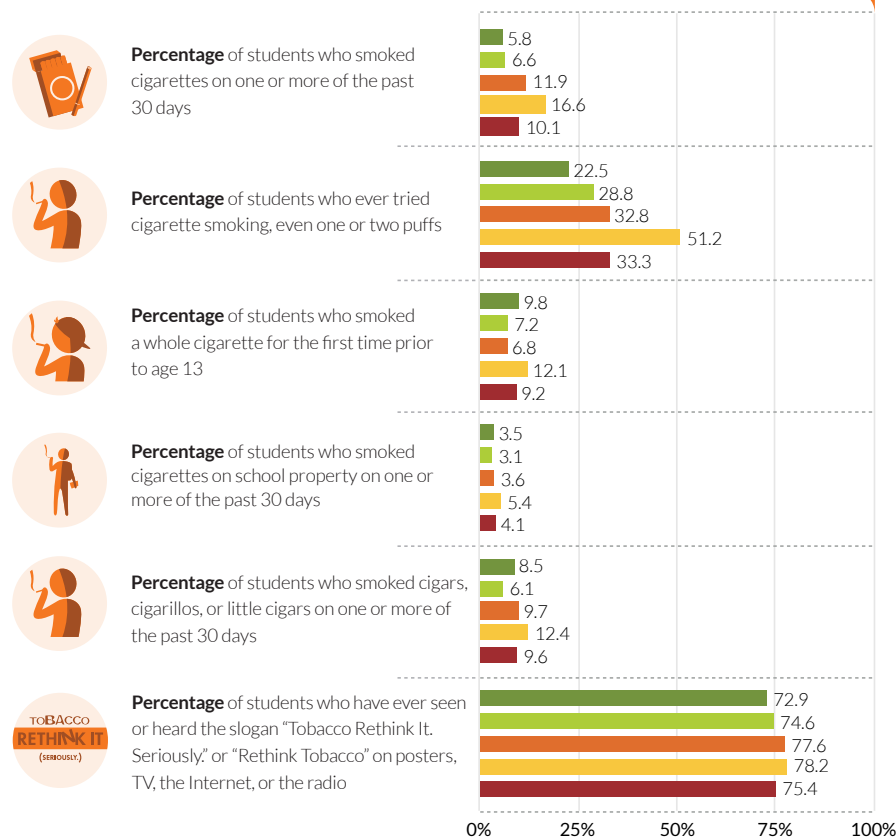 Percentage of students who smoked
cigarettes on one or more of the past
30 days
5.8
6.6
11.9
16.6
10.1
Percentage of students who ever tried
cigarette smoking, even one or two puffs
22.5
28.8
32.8
51.2
33.3
Percentage of students who smoked
a whole cigarette for the first time prior
to age 13
9.8
7.2
6.8
12.1
9.2
Percentage of students who smoked
cigarettes on school property on one or
more of the past 30 days
3.5
3.1
3.6
5.4
4.1
Percentage of students who smoked cigars,
cigarillos, or little cigars on one or more of
the past 30 days
8.5
6.1
9.7
12.4
9.6
TOBACCO
RETHINK IT
(SERIOUSLY.)
Percentage of students who have ever seen
or heard the slogan “Tobacco Rethink It.
Seriously.” or “Rethink Tobacco” on posters,
TV, the Internet, or the radio
72.9
74.6
77.6
78.2
75.4
0% 25% 50% 75% 100%